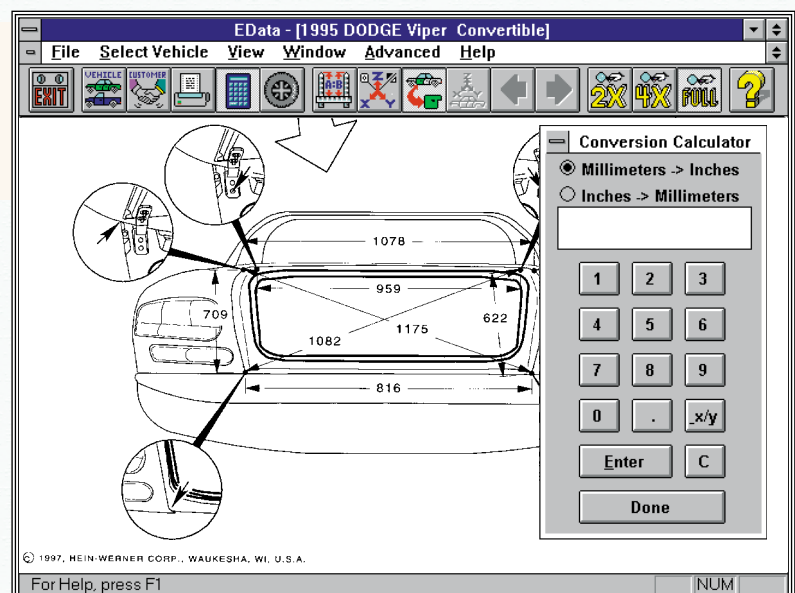 EData - [1995 DODGE Viper Convertible]
File Select Vehicle View Window Advanced Help
EXIT VEHICLE CUSTOMER A:B X Z Y 2X 4X FULL ?
Conversion Calculator
Millimeters -> Inches
Inches -> Millimeters
1078
959
709
622
1082
1175
816
1 2 3
4 5 6
7 8 9
0 . _x/y
Enter C
Done
© 1997, HEIN-WERNER CORP., WAUKESHA, WI, U.S.A.
For Help, press F1 NUM